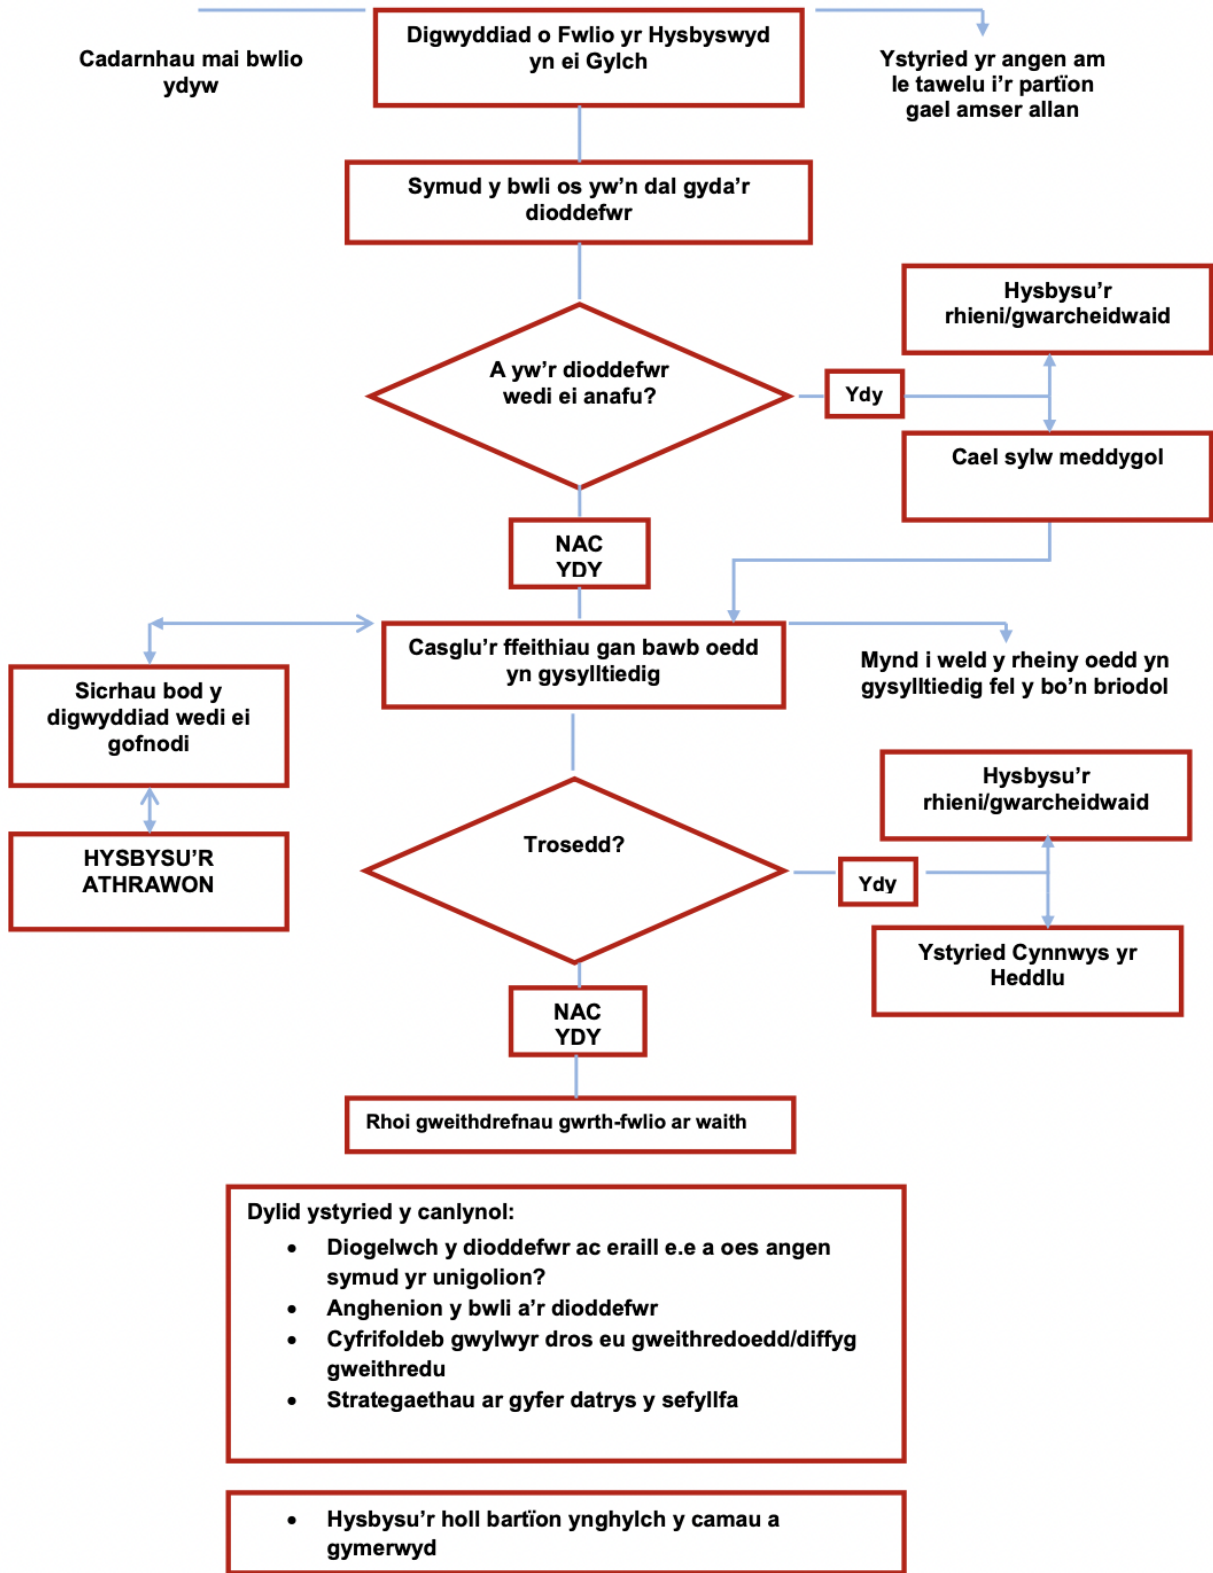 Digwyddiad o Fwlio yr Hysbyswyd
yn ei Gylch
Cadarnhau mai bwlio
ydyw
Ystyried yr angen am
le tawelu i'r partïon
gael amser allan
Symud y bwli os yw'n dal gyda'r
dioddefwr
A yw'r dioddefwr
wedi ei anafu?
Ydy
Hysbysu'r
rhieni/gwarcheidwaid
Cael sylw meddygol
NAC
YDY
Casglu'r ffeithiau gan bawb oedd
yn gysylltiedig
Mynd i weld y rheiny oedd yn
gysylltiedig fel y bo'n briodol
Sicrhau bod y
digwyddiad wedi ei
gofnodi
HYSBYSU'R
ATHRAWON
Trosedd?
Ydy
Hysbysu'r
rhieni/gwarcheidwaid
Ystyried Cynnwys yr
Heddlu
NAC
YDY
Rhoi gweithdrefnau gwrth-fwlio ar waith
Dylid ystyried y canlynol:
• Diogelwch y dioddefwr ac eraill e.e a oes angen
symud yr unigolion?
• Anghenion y bwli a'r dioddefwr
• Cyfrifoldeb gwylwyr dros eu gweithredoedd/diffyg
gweithredu
• Strategaethau ar gyfer datrys y sefyllfa
• Hysbysu'r holl bartïon ynghylch y camau a
gymerwyd